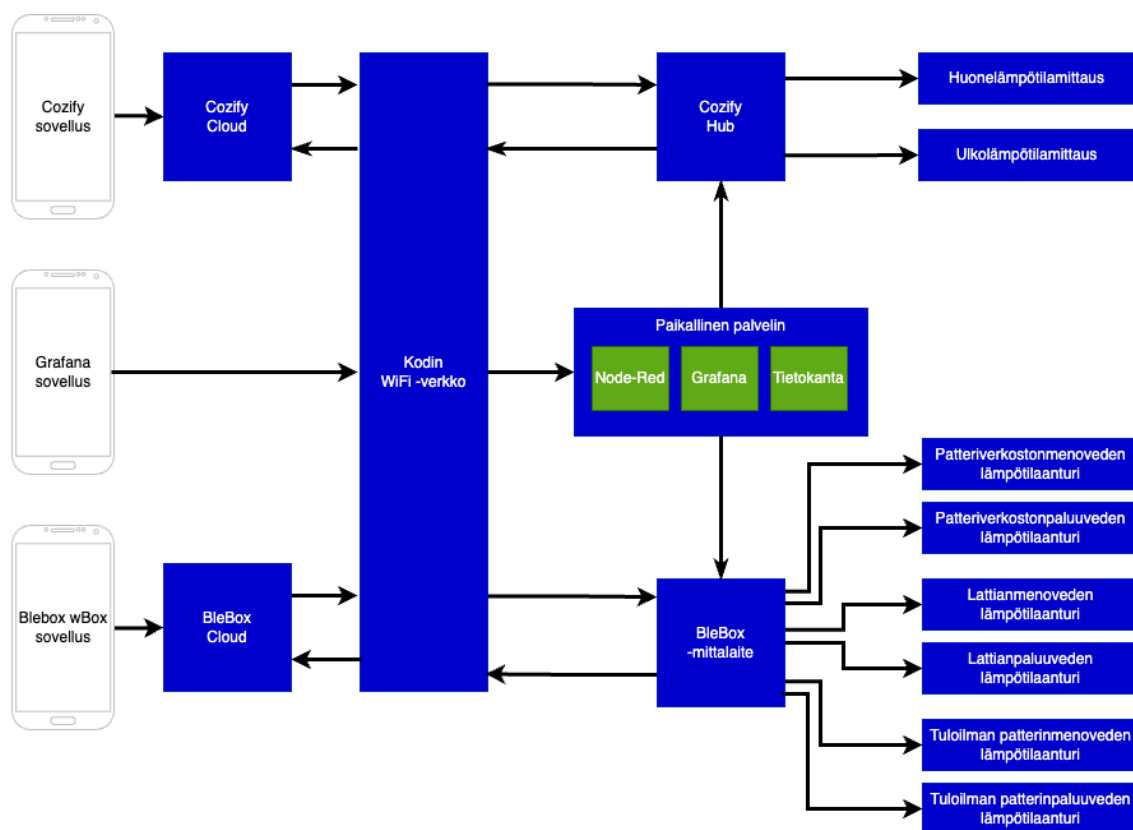 Cozify
sovellus
Cozify
Cloud
Cozify
Hub
Huonelämpötilamittaus
Ulkolämpötilamittaus
Grafana
sovellus
Kodin
WiFi -verkko
Paikallinen palvelin
Node-Red
Grafana
Tietokanta
Blebox wBox
sovellus
BleBox
Cloud
BleBox
-mittalaite
Patteriverkostonmenoveden
lämpötilaanturi
Patteriverkostonpaluuveden
lämpötilaanturi
Lattianmenoveden
lämpötilaanturi
Lattianpaluuveden
lämpötilaanturi
Tuloilman patterinmenoveden
lämpötilaanturi
Tuloilman patterinpaluuveden
lämpötilaanturi